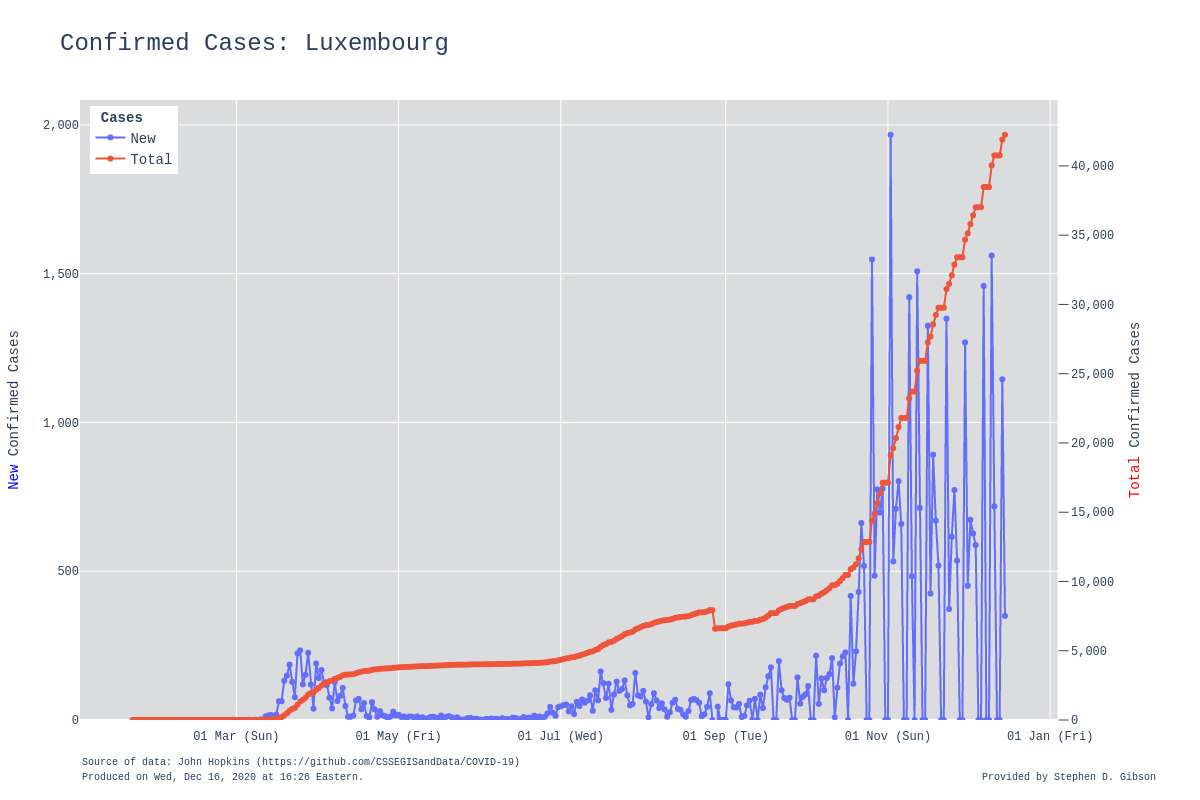 Confirmed Cases: Luxembourg
Cases
New
Total
2,000
1,500
1,000
500
0
New Confirmed Cases
40,000
35,000
30,000
25,000
20,000
15,000
10,000
5,000
0
Total Confirmed Cases
01 Mar (Sun) 01 May (Fri) 01 Jul (Wed) 01 Sep (Tue) 01 Nov (Sun) 01 Jan (Fri)
Source of data: John Hopkins (https://github.com/CSSEGISandData/COVID-19)
Produced on Wed, Dec 16, 2020 at 16:26 Eastern.
Provided by Stephen D. Gibson